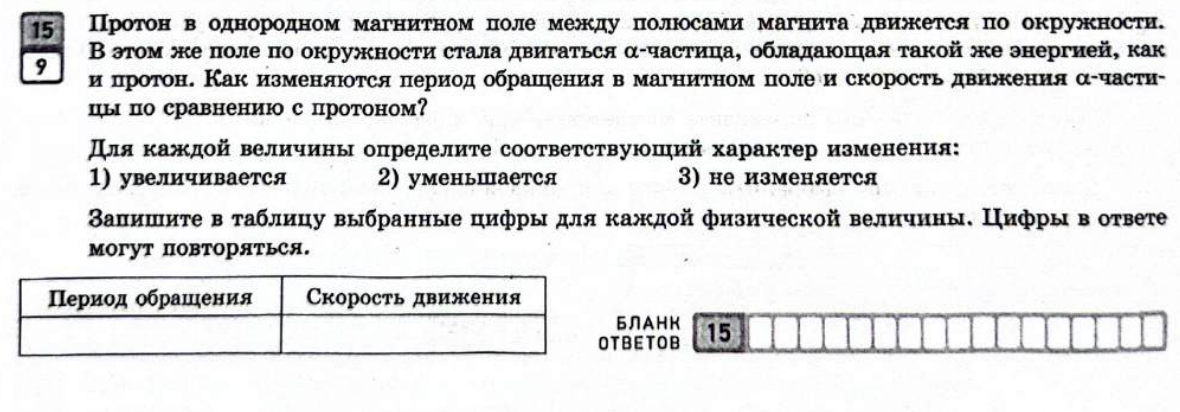 15
9
Протон в однородном магнитном поле между полюсами магнита движется по окружности.
В этом же поле по окружности стала двигаться α-частица, обладающая такой же энергией, как
и протон. Как изменяются период обращения в магнитном поле и скорость движения α-части-
цы по сравнению с протоном?
Для каждой величины определите соответствующий характер изменения:
1) увеличивается 2) уменьшается 3) не изменяется
Запишите в таблицу выбранные цифры для каждой физической величины. Цифры в ответе
могут повторяться.
Период обращения Скорость движения
БЛАНК
ОТВЕТОВ 15